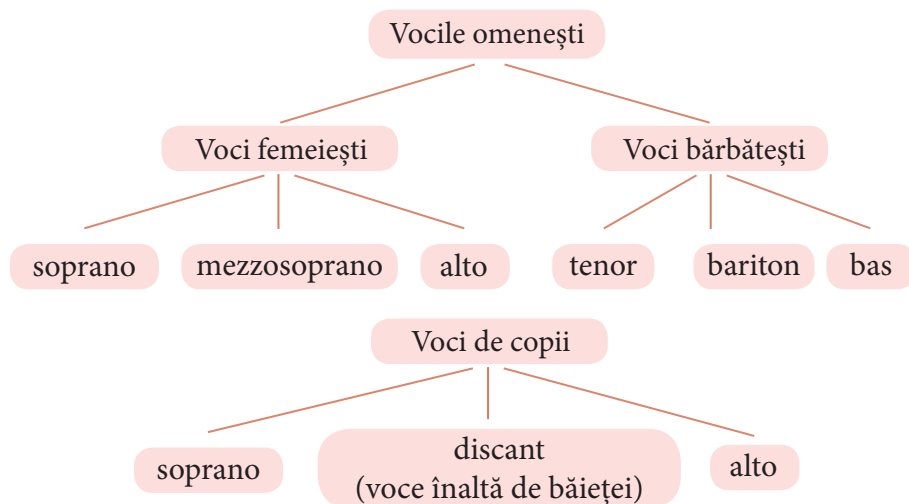 Vocile omenești
Voci femeiești
Voci bărbătești
soprano
mezzosoprano
alto
tenor
bariton
bas
Voci de copii
soprano
discant
(voce înaltă de băieței)
alto